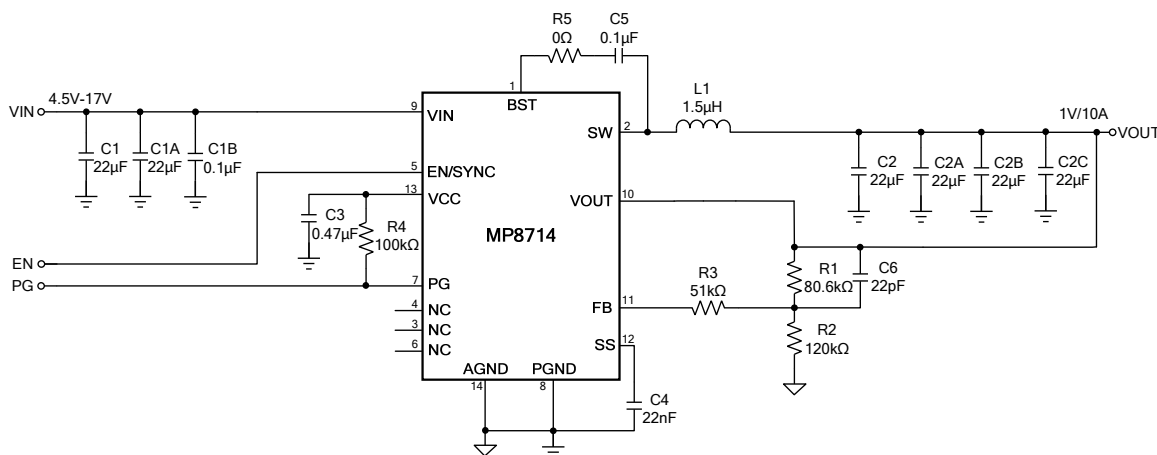 R5
0Ω
C5
0.1µF
1
BST
L1
1.5µH
VIN
4.5V-17V
9
VIN
SW
2
1V/10A
VOUT
C1
22µF
C1A
22µF
C1B
0.1µF
5
EN/SYNC
C2
22µF
C2A
22µF
C2B
22µF
C2C
22µF
13
VCC
VOUT
10
C3
0.47µF
R4
100kΩ
MP8714
EN
PG
7
PG
R3
51kΩ
R1
80.6kΩ
C6
22pF
4
NC
FB
11
3
NC
R2
120kΩ
6
NC
SS
12
AGND
14
PGND
8
C4
22nF